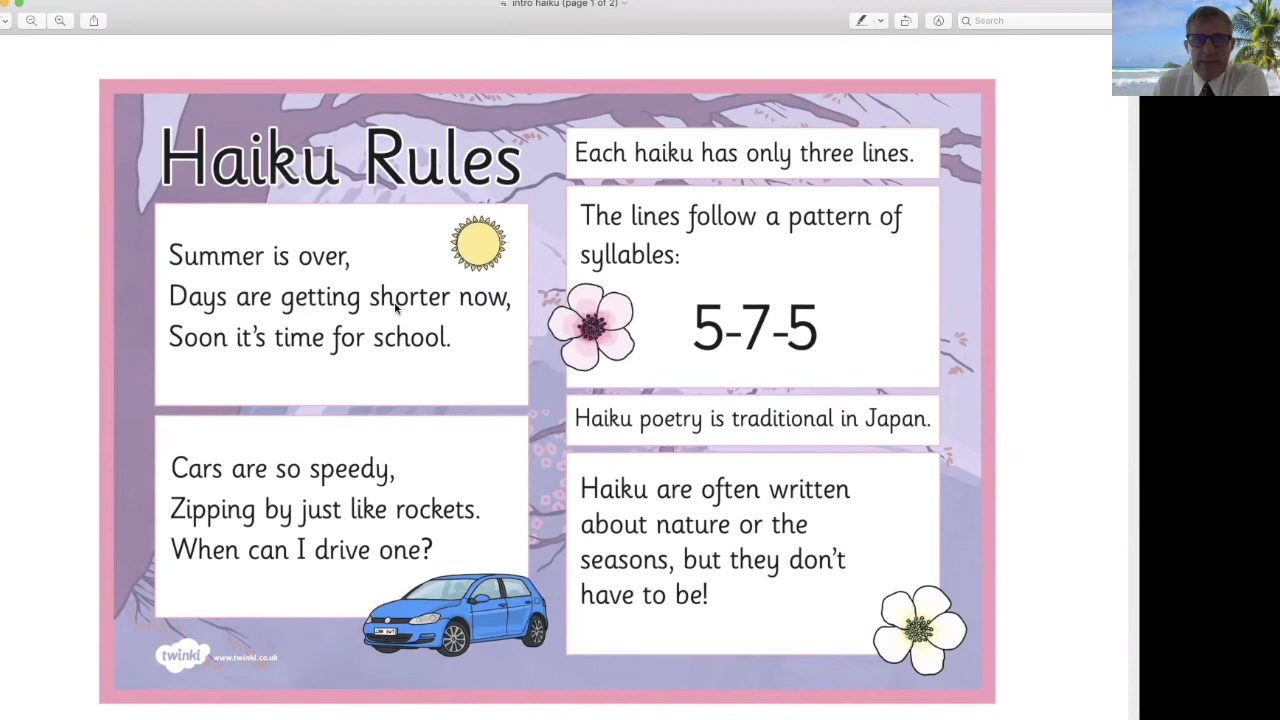 intro haiku (page 1 of 2)
Search
Haiku Rules
Summer is over,
Days are getting shorter now,
Soon it's time for school.
Cars are so speedy,
Zipping by just like rockets.
When can I drive one?
Each haiku has only three lines.
The lines follow a pattern of
syllables:
5-7-5
Haiku poetry is traditional in Japan.
Haiku are often written
about nature or the
seasons, but they don't
have to be!
twinkl
www.twinkl.co.uk